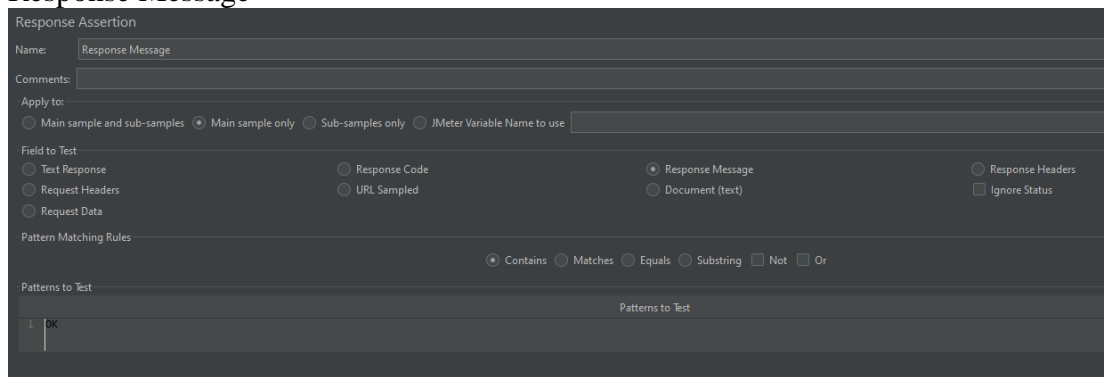 Response Message
Response Assertion
Name: Response Message
Comments:
Apply to:
Main sample and sub-samples Main sample only Sub-samples only JMeter Variable Name to use
Field to Test
Text Response Response Code Response Message Response Headers
Request Headers URL Sampled Document (text) Ignore Status
Request Data
Pattern Matching Rules
Contains Matches Equals Substring Not Or
Patterns to Test
Patterns to Test
1 OK